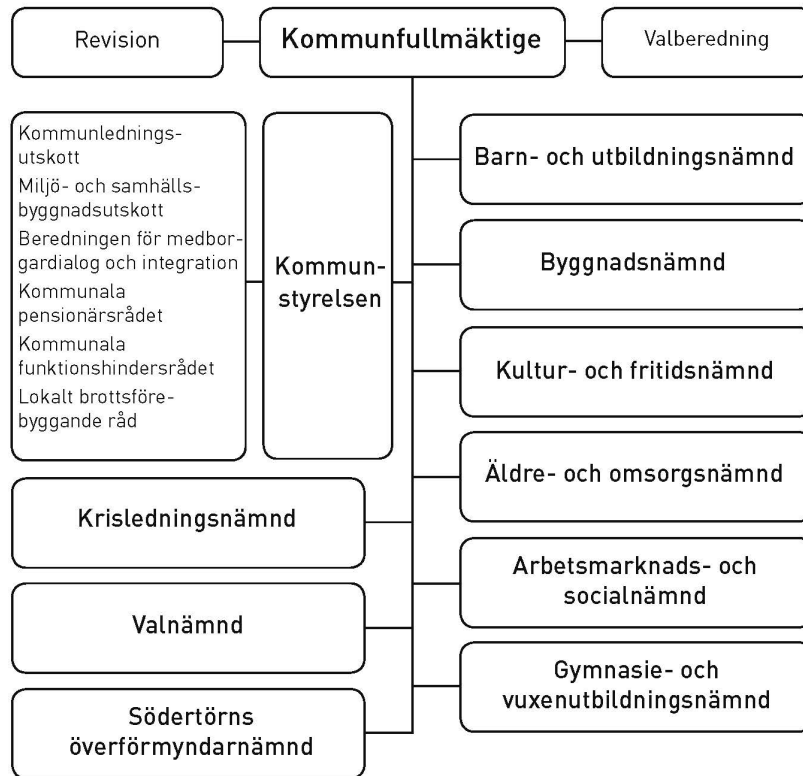 Revision
Kommunfullmäktige
Valberedning
Kommunlednings-
utskott
Miljö- och samhälls-
byggnadsutskott
Beredningen för medbor-
gardialog och integration
Kommunala
pensionärsrådet
Kommunala
funktionshindersrådet
Lokalt brottsföre-
byggande råd
Kommun-
styrelsen
Krisledningsnämnd
Valnämnd
Södertörns
överförmyndarnämnd
Barn- och utbildningsnämnd
Byggnadsnämnd
Kultur- och fritidsnämnd
Äldre- och omsorgsnämnd
Arbetsmarknads- och
socialnämnd
Gymnasie- och
vuxenutbildningsnämnd